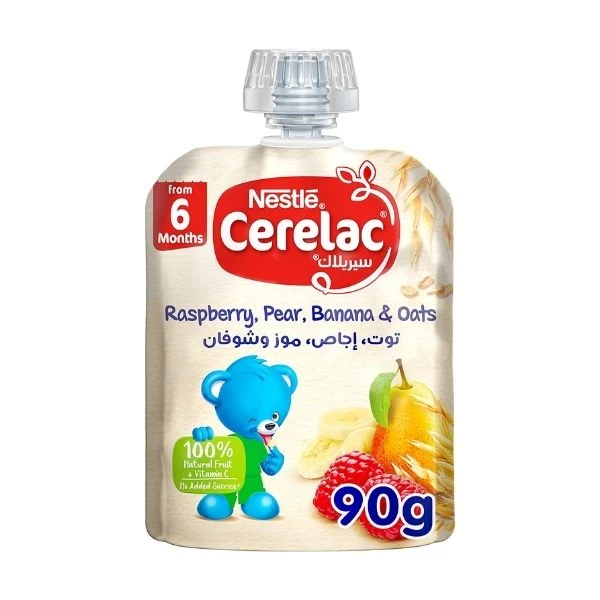 from
6
Months
Nestlé®
Cerelac®
سيريلاك®
Raspberry, Pear, Banana & Oats
توت، إجاص، موز وشوفان
100%
Natural Fruit
+ Vitamin C
No Added Sucrose*
90g